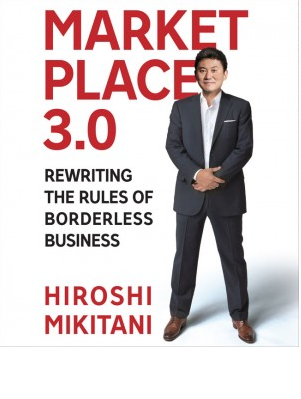 MARKET
PLACE
3.0
REWRITING
THE RULES OF
BORDERLESS
BUSINESS
HIROSHI
MIKITANI